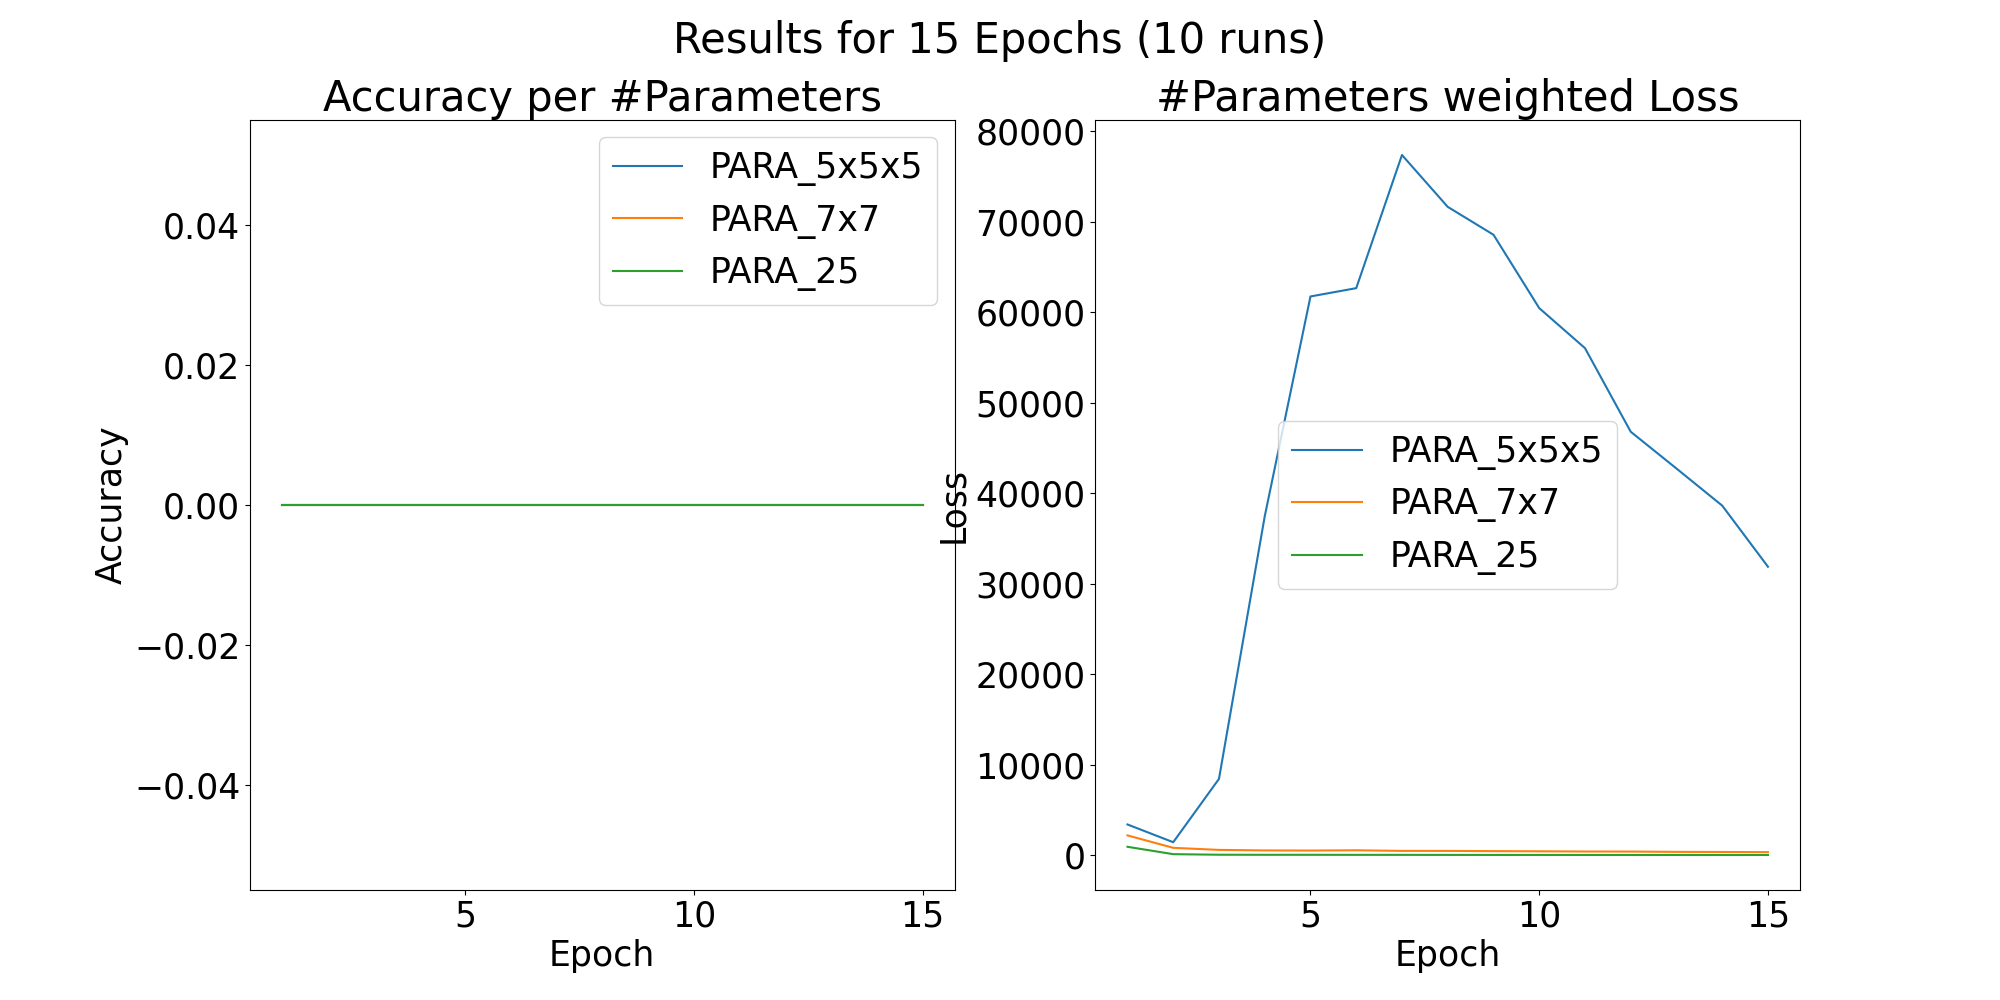 Results for 15 Epochs (10 runs)
Accuracy per #Parameters
PARA_5x5x5
PARA_7x7
PARA_25
0.04
0.02
0.00
−0.02
−0.04
Accuracy
5
10
15
Epoch
#Parameters weighted Loss
80000
70000
60000
50000
40000
30000
20000
10000
0
Loss
PARA_5x5x5
PARA_7x7
PARA_25
5
10
15
Epoch